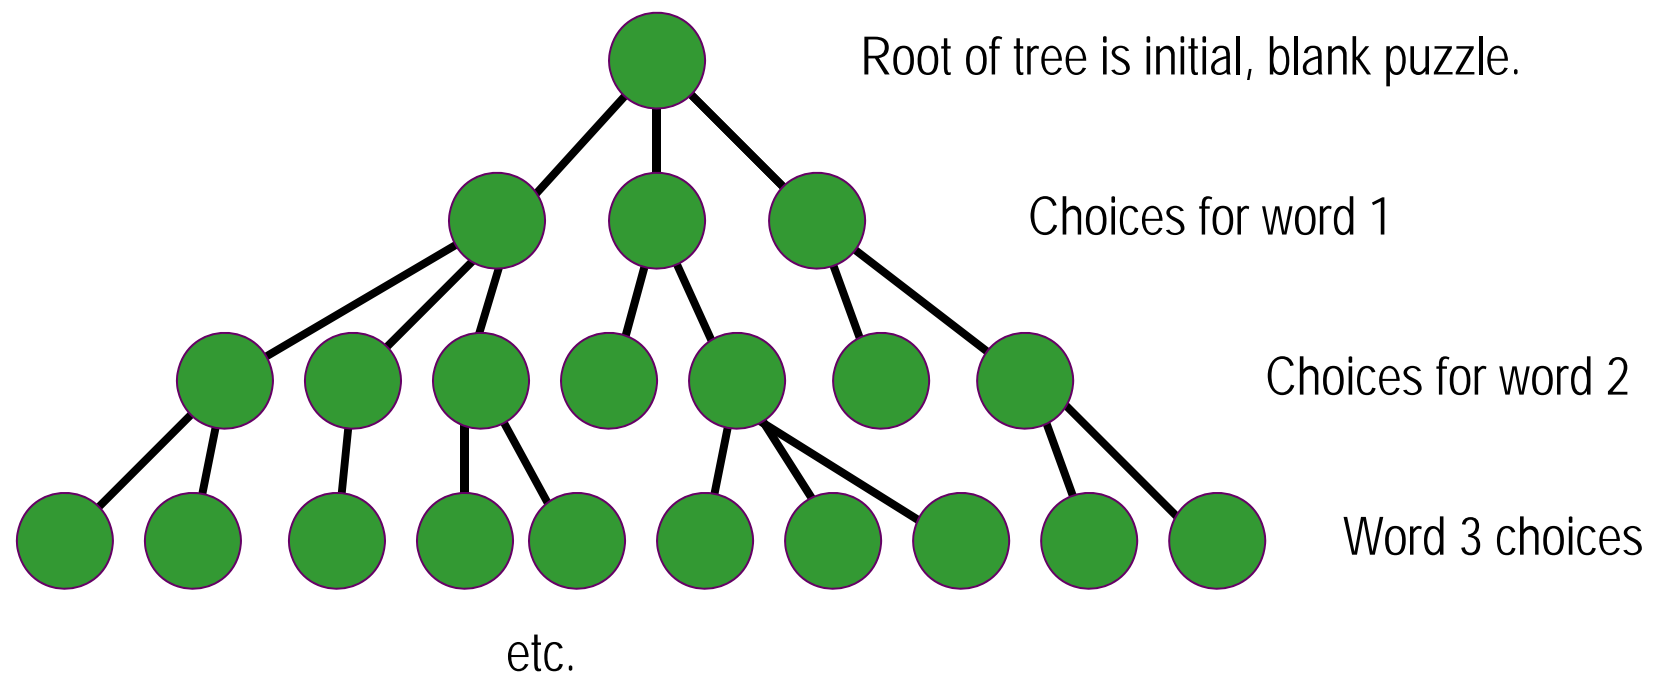 Root of tree is initial, blank puzzle.
Choices for word 1
Choices for word 2
Word 3 choices
etc.